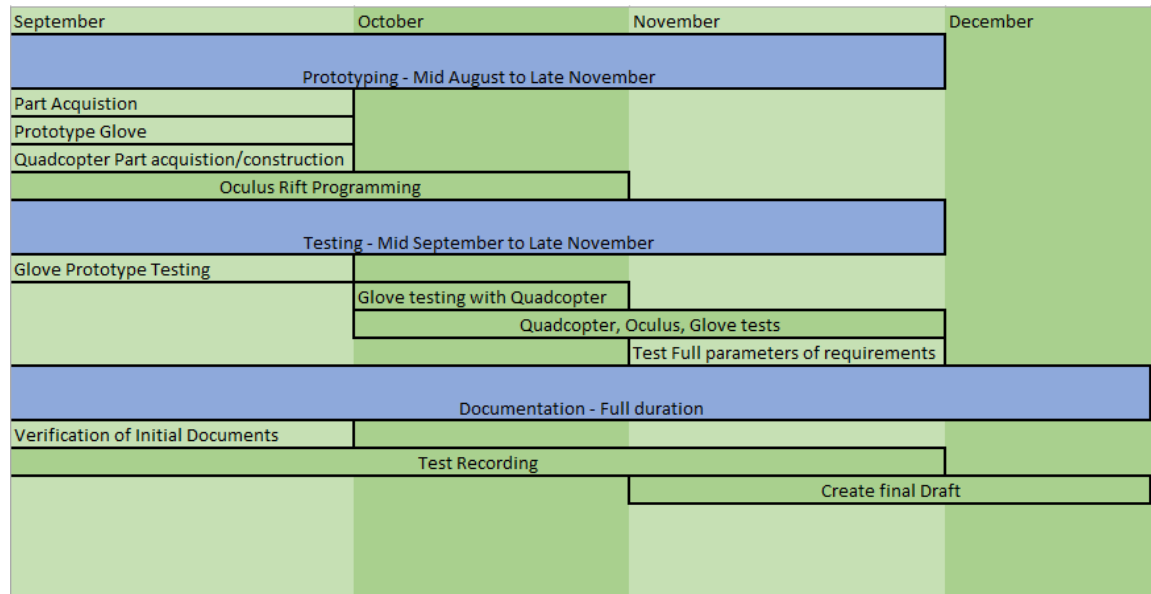 September October November December
Prototyping - Mid August to Late November
Part Acquistion
Prototype Glove
Quadcopter Part acquistion/construction
Oculus Rift Programming
Testing - Mid September to Late November
Glove Prototype Testing
Glove testing with Quadcopter
Quadcopter, Oculus, Glove tests
Test Full parameters of requirements
Documentation - Full duration
Verification of Initial Documents
Test Recording
Create final Draft